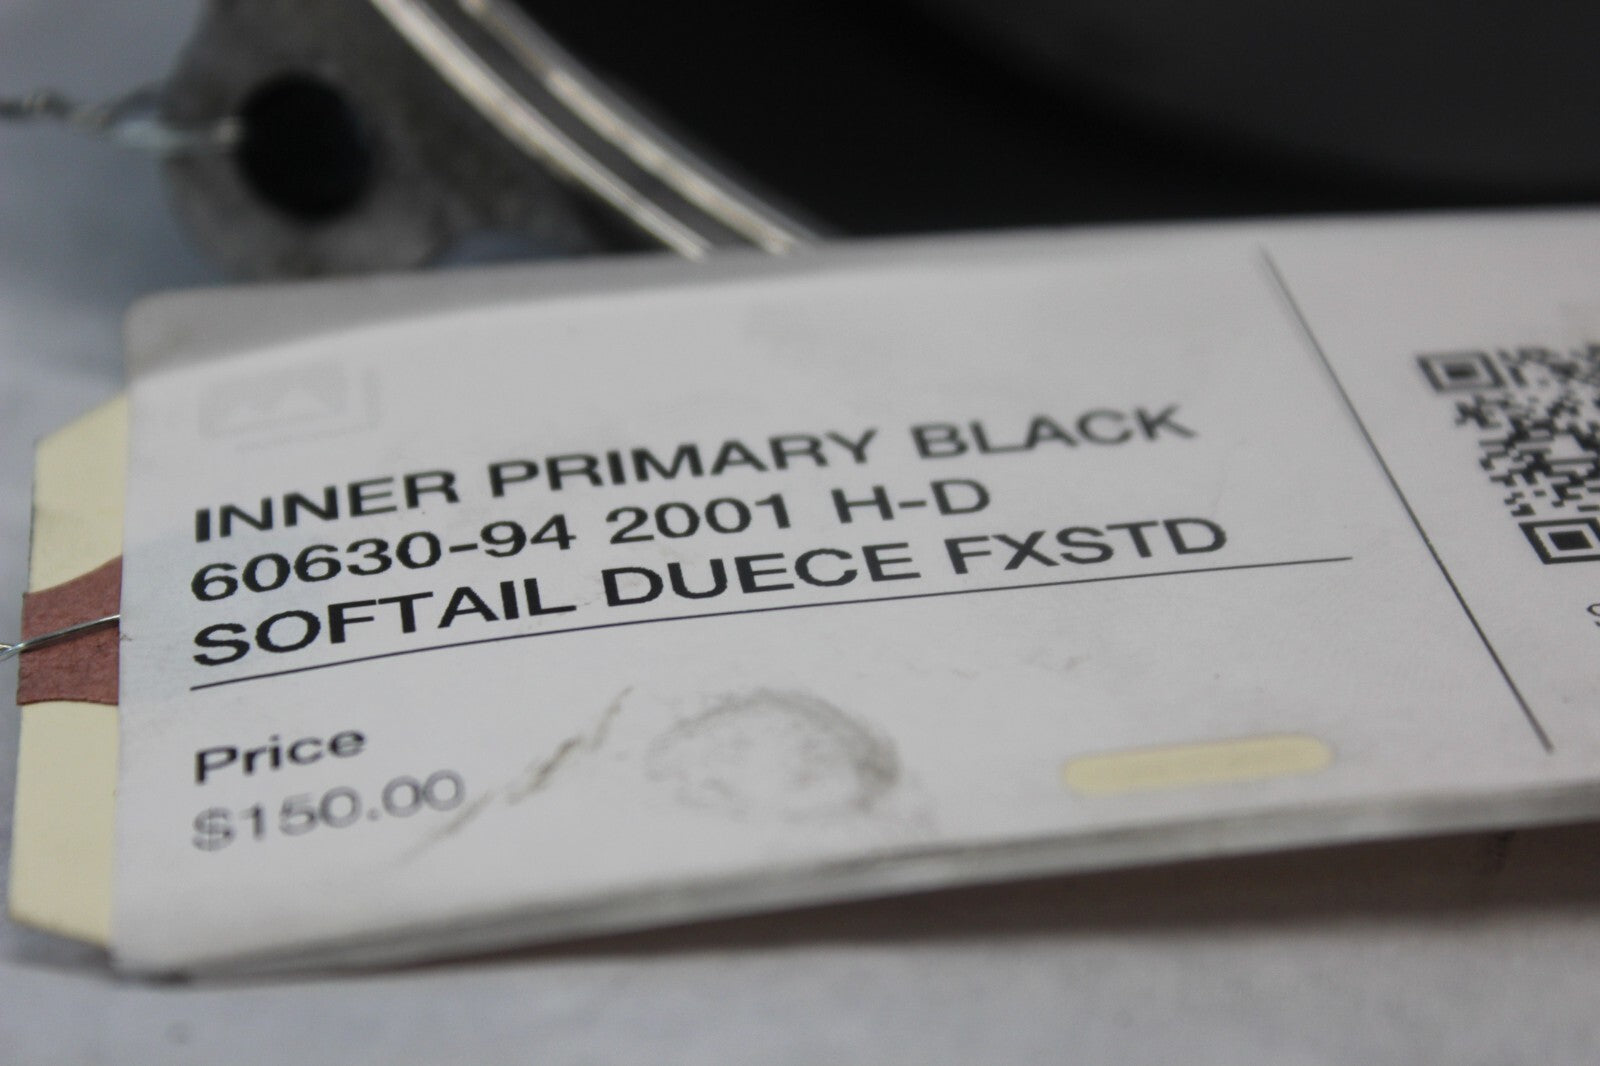 INNER PRIMARY BLACK
60630-94 2001 H-D
SOFTAIL DUECE FXSTD
Price
$150.00